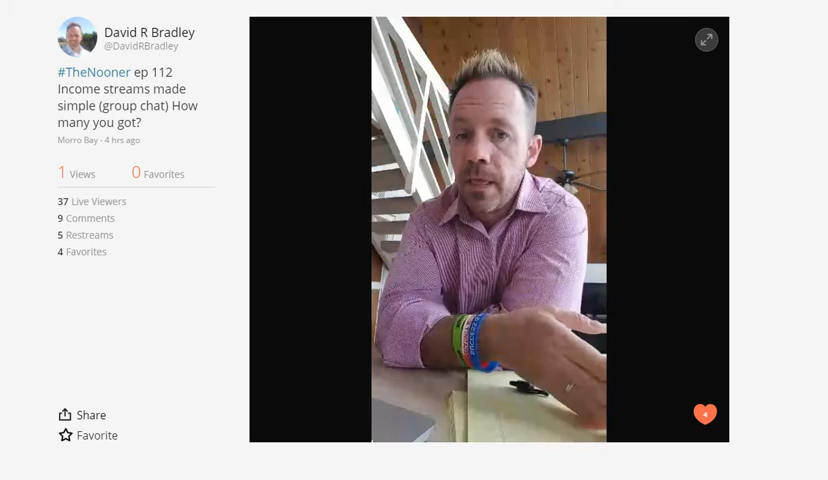 David R Bradley
@DavidRBradley
#TheNooner ep 112
Income streams made
simple (group chat) How
many you got?
Morro Bay - 4 hrs ago
1 Views
0 Favorites
37 Live Viewers
9 Comments
5 Restreams
4 Favorites
Share
Favorite
4